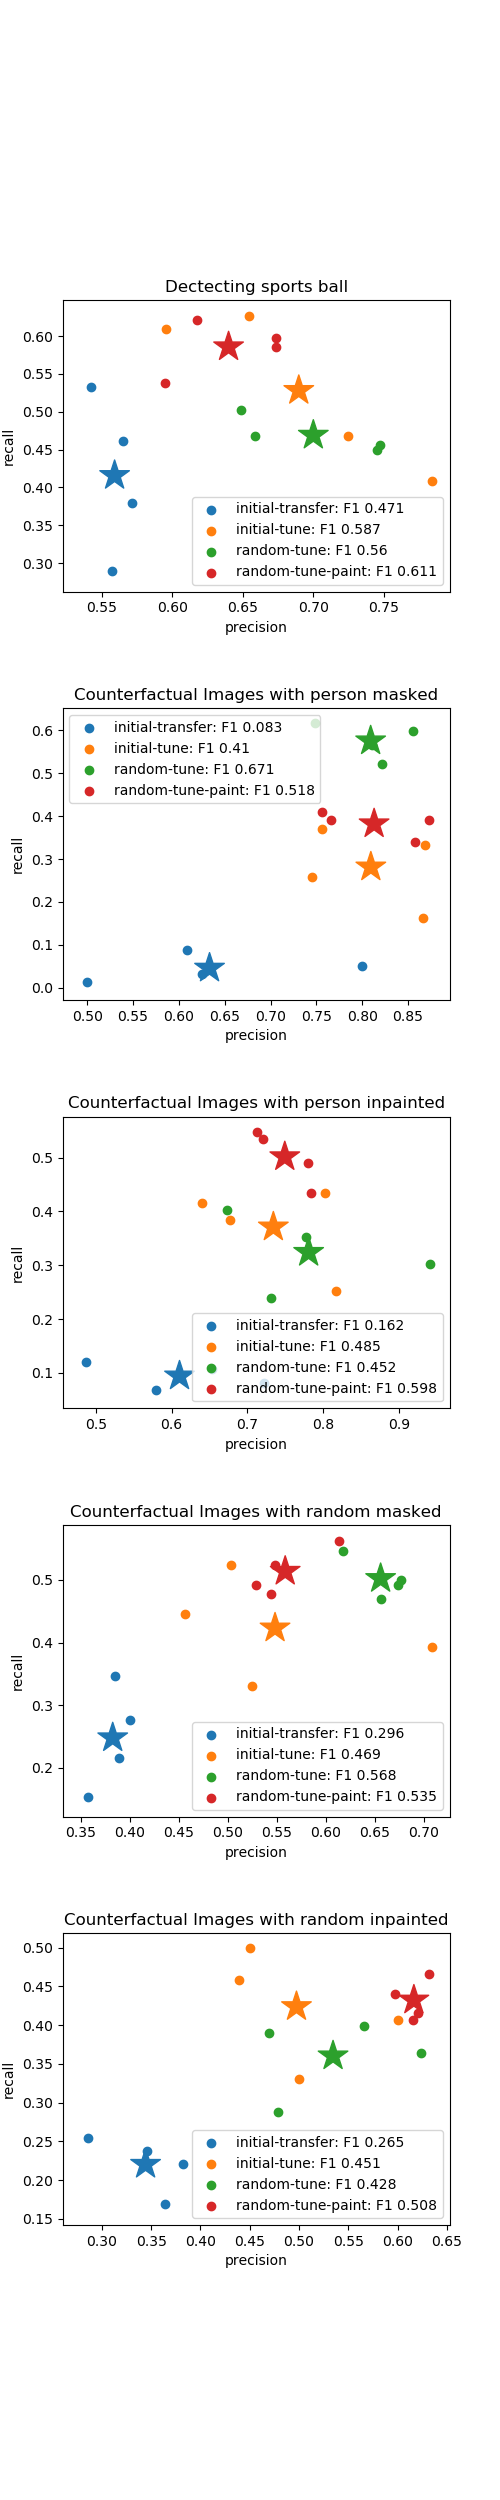 Dectecting sports ball
0.60
0.55
0.50
0.45
0.40
0.35
0.30
recall
initial-transfer: F1 0.471
initial-tune: F1 0.587
random-tune: F1 0.56
random-tune-paint: F1 0.611
0.55 0.60 0.65 0.70 0.75
precision
Counterfactual Images with person masked
0.6
0.5
0.4
0.3
0.2
0.1
0.0
recall
initial-transfer: F1 0.083
initial-tune: F1 0.41
random-tune: F1 0.671
random-tune-paint: F1 0.518
0.50 0.55 0.60 0.65 0.70 0.75 0.80 0.85
precision
Counterfactual Images with person inpainted
0.5
0.4
0.3
0.2
0.1
recall
initial-transfer: F1 0.162
initial-tune: F1 0.485
random-tune: F1 0.452
random-tune-paint: F1 0.598
0.5 0.6 0.7 0.8 0.9
precision
Counterfactual Images with random masked
0.5
0.4
0.3
0.2
recall
initial-transfer: F1 0.296
initial-tune: F1 0.469
random-tune: F1 0.568
random-tune-paint: F1 0.535
0.35 0.40 0.45 0.50 0.55 0.60 0.65 0.70
precision
Counterfactual Images with random inpainted
0.50
0.45
0.40
0.35
0.30
0.25
0.20
0.15
recall
initial-transfer: F1 0.265
initial-tune: F1 0.451
random-tune: F1 0.428
random-tune-paint: F1 0.508
0.30 0.35 0.40 0.45 0.50 0.55 0.60 0.65
precision